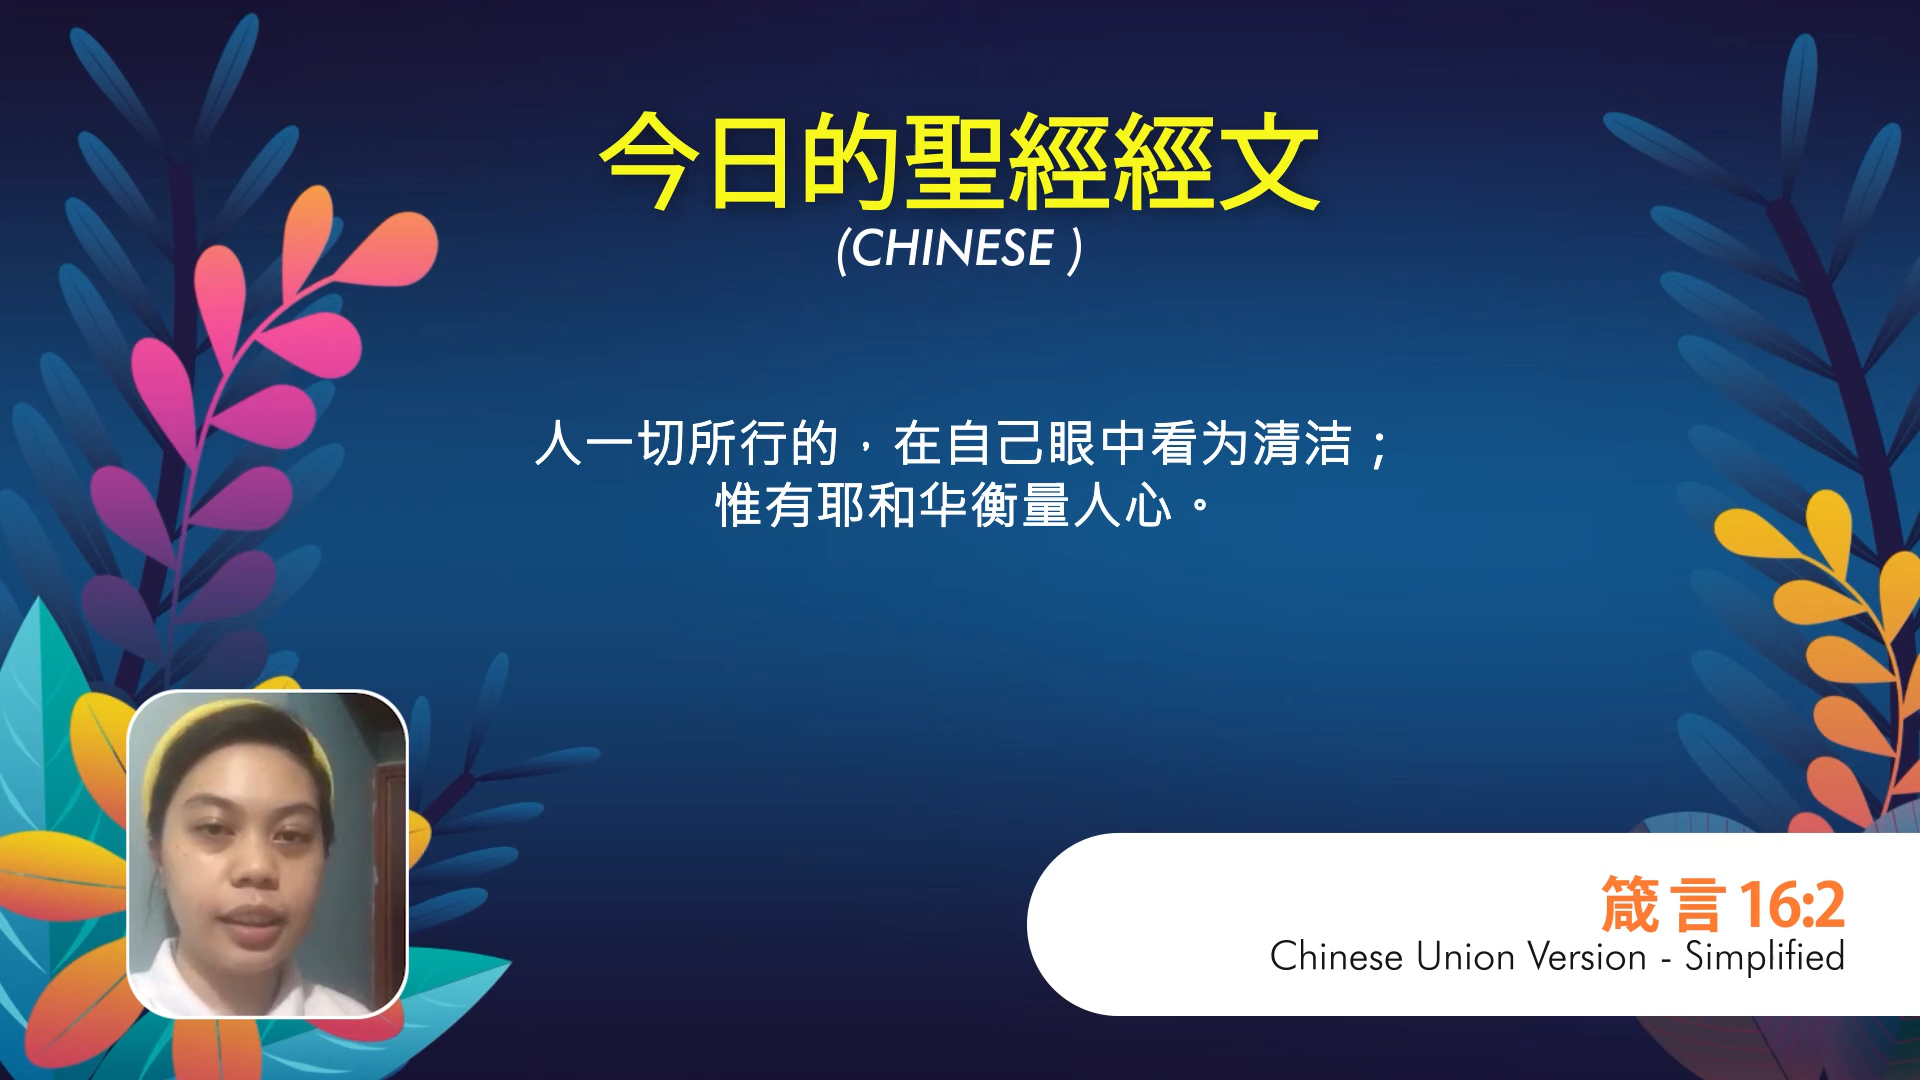 今日的聖經經文
(CHINESE )
人一切所行的，在自己眼中看为清洁；
惟有耶和华衡量人心。
箴言 16:2
Chinese Union Version - Simplified